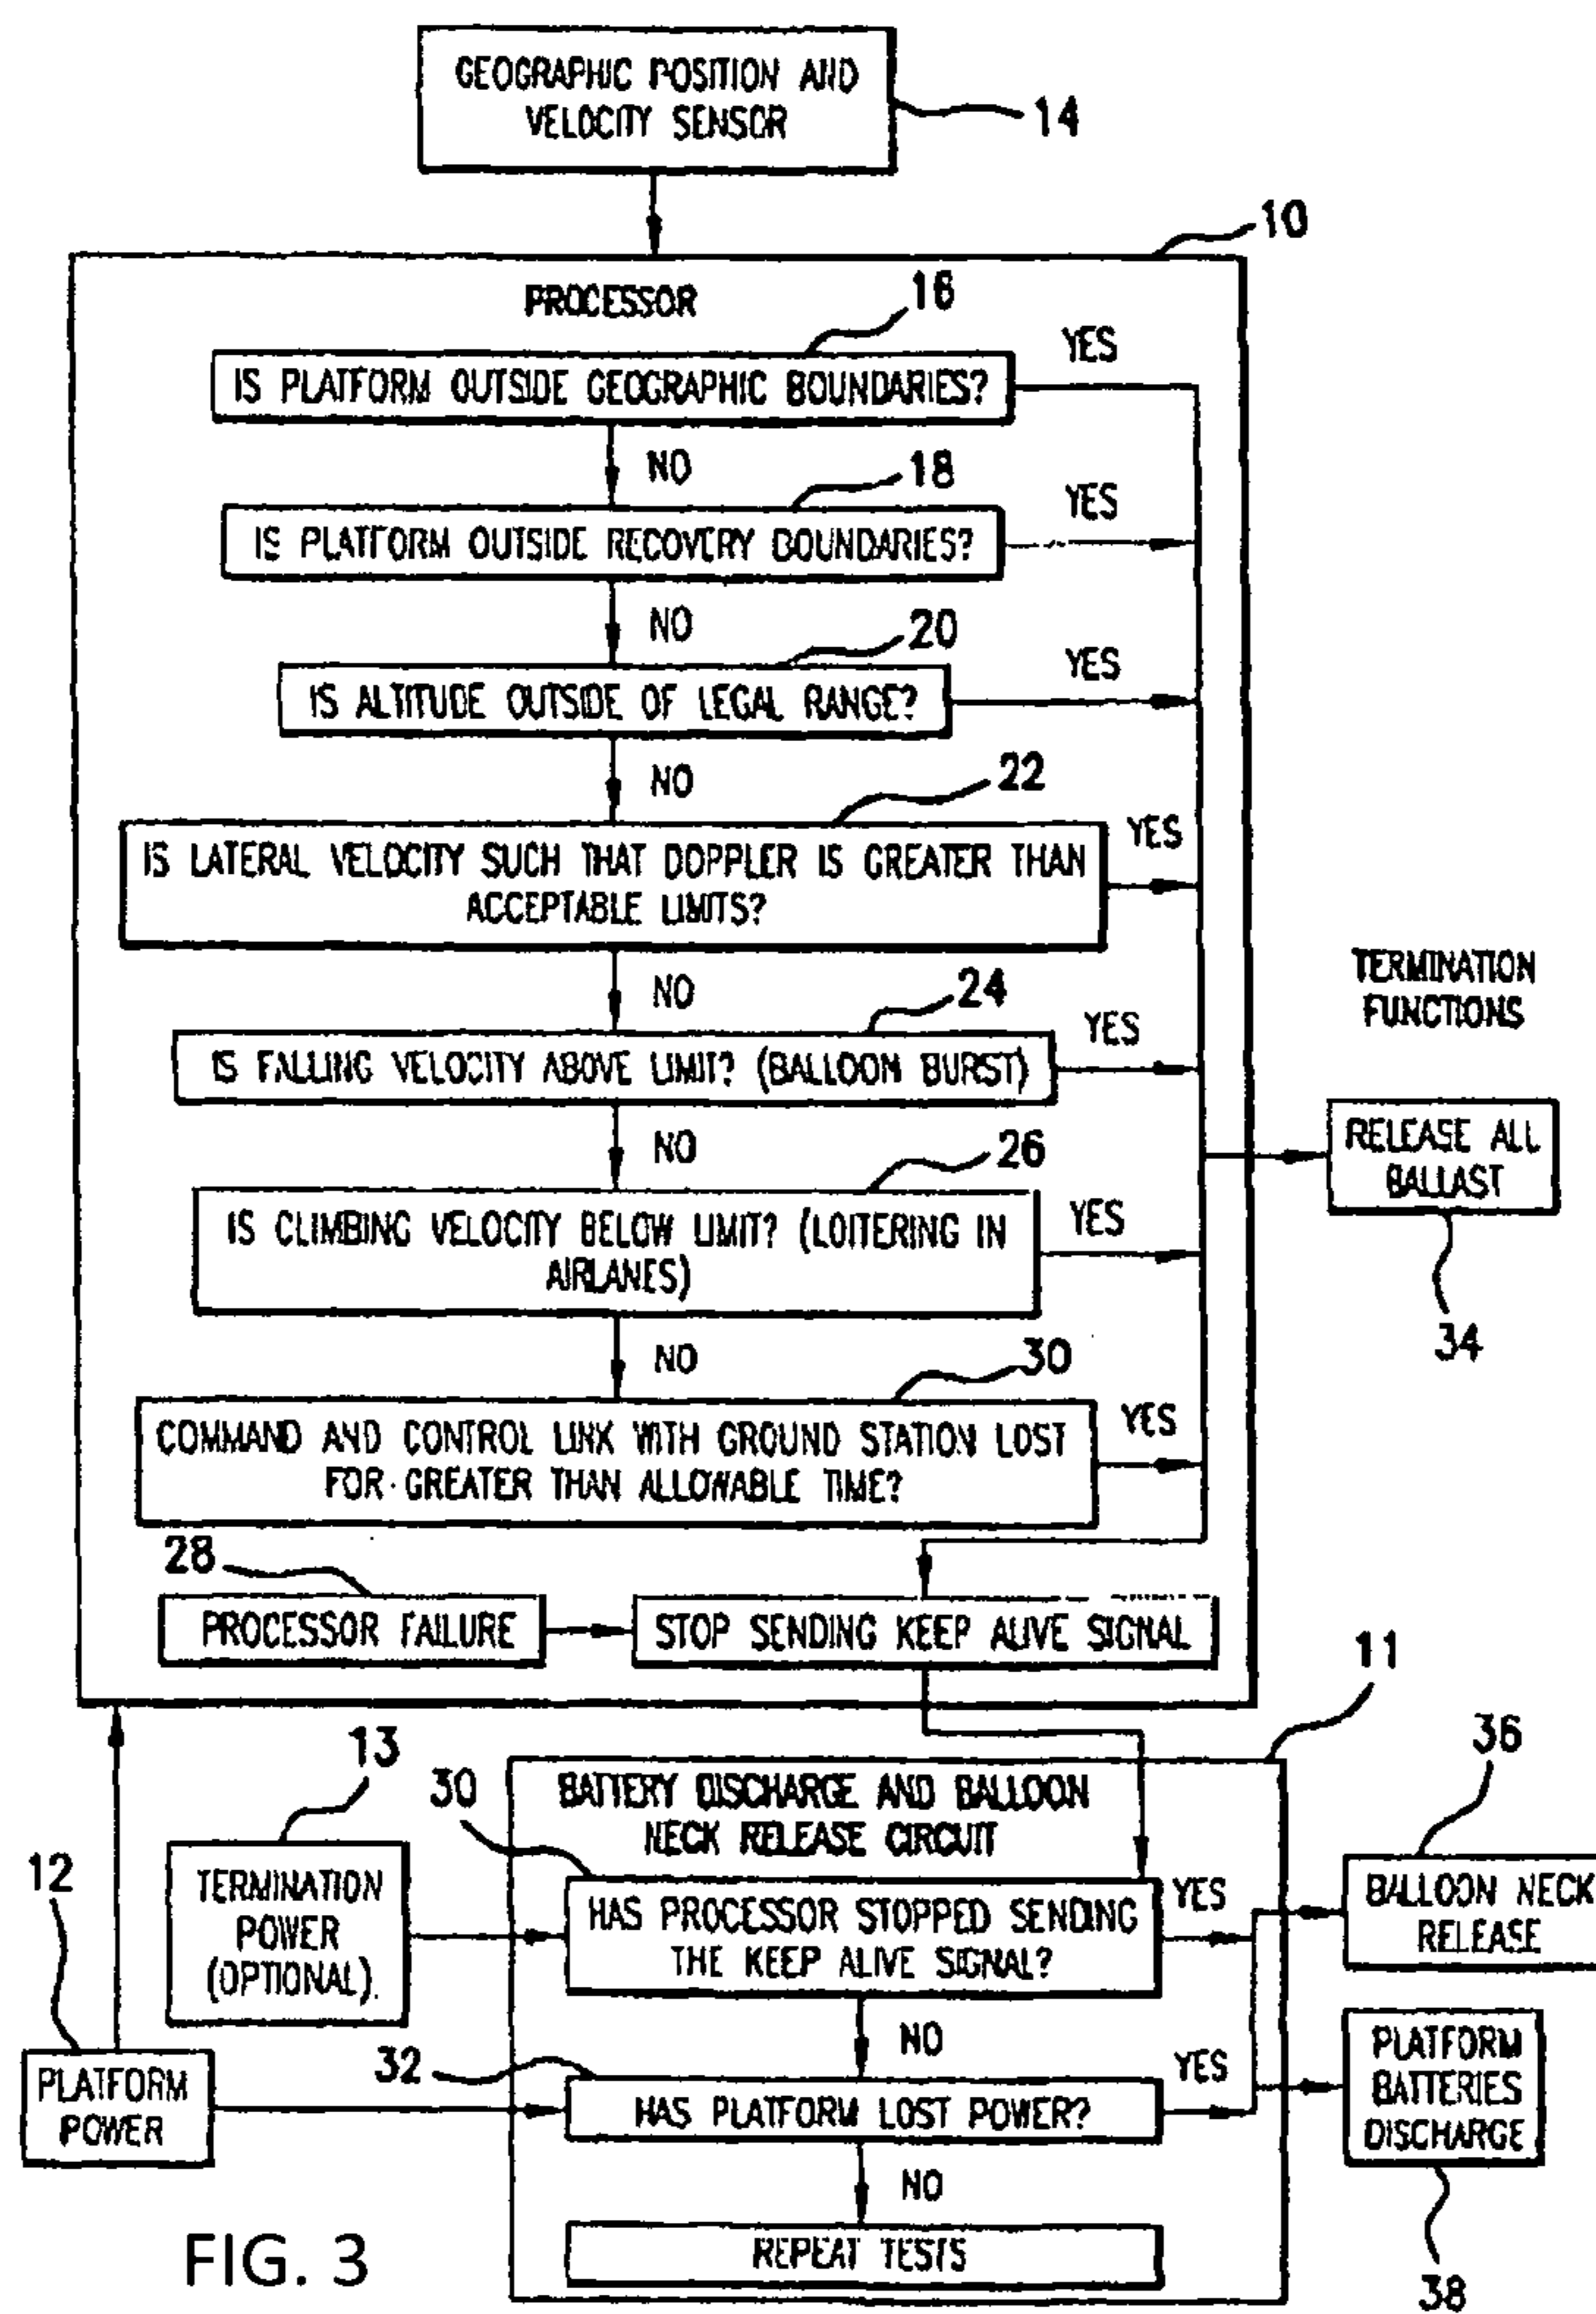 GEOGRAPHIC POSITION AND
VELOCITY SENSOR
14
10
PROCESSOR
16
IS PLATFORM OUTSIDE GEOGRAPHIC BOUNDARIES?
YES
NO
18
IS PLATFORM OUTSIDE RECOVERY BOUNDARIES?
YES
NO
20
IS ALTITUDE OUTSIDE OF LEGAL RANGE?
YES
NO
22
IS LATERAL VELOCITY SUCH THAT DOPPLER IS GREATER THAN
ACCEPTABLE LIMITS?
YES
NO
TERMINATION
FUNCTIONS
24
IS FALLING VELOCITY ABOVE LIMIT? (BALLOOM BURST)
YES
NO
RELEASE ALL
BALLAST
34
26
IS CLIMBING VELOCITY BELOW LIMIT? (LOITERING IN
AIRLANES)
YES
NO
30
COMMAND AND CONTROL LINK WITH GROUND STATION LOST
FOR GREATER THAN ALLOWABLE TIME?
YES
28
PROCESSOR FAILURE
STOP SENDING KEEP ALIVE SIGNAL
11
13
TERMINATION
POWER
(OPTIONAL).
12
PLATFORM
POWER
BATTERY DISCHARGE AND BALLOON
NECK RELEASE CIRCUIT
30
HAS PROCESSOR STOPPED SENDING
THE KEEP ALIVE SIGNAL?
YES
NO
36
BALLOON NECK
RELEASE
32
HAS PLATFORM LOST POWER?
YES
NO
PLATFORM
BATTERIES
DISCHARGE
38
REPEAT TESTS
FIG. 3